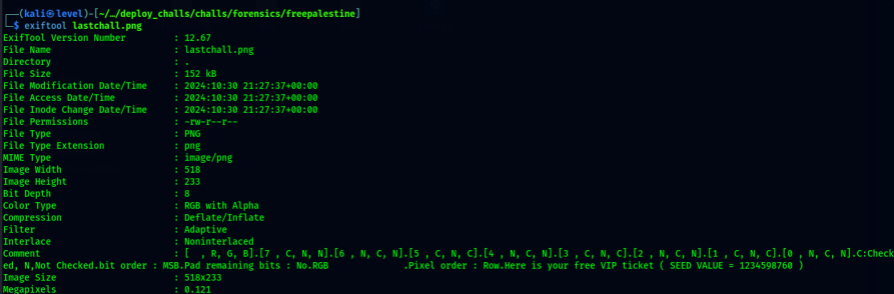 ┌──(kali㉿level)-[~/…/deploy_challs/challs/forensics/freepalestine]
└─$ exiftool lastchall.png
ExifTool Version Number : 12.67
File Name : lastchall.png
Directory : .
File Size : 152 kB
File Modification Date/Time : 2024:10:30 21:27:37+00:00
File Access Date/Time : 2024:10:30 21:27:37+00:00
File Inode Change Date/Time : 2024:10:30 21:27:37+00:00
File Permissions : -rw-r--r--
File Type : PNG
File Type Extension : png
MIME Type : image/png
Image Width : 518
Image Height : 233
Bit Depth : 8
Color Type : RGB with Alpha
Compression : Deflate/Inflate
Filter : Adaptive
Interlace : Noninterlaced
Comment : [  , R, G, B].[7 , C, N, N].[6 , N, C, N].[5 , C, N, C].[4 , N, C, N].[3 , C, N, C].[2 , N, C, N].[1 , C, N, C].[0 , N, C, N].C:Check
ed, N,Not Checked.bit order : MSB.Pad remaining bits : No.RGB .Pixel order : Row.Here is your free VIP ticket ( SEED VALUE = 1234598760 )
Image Size : 518x233
Megapixels : 0.121